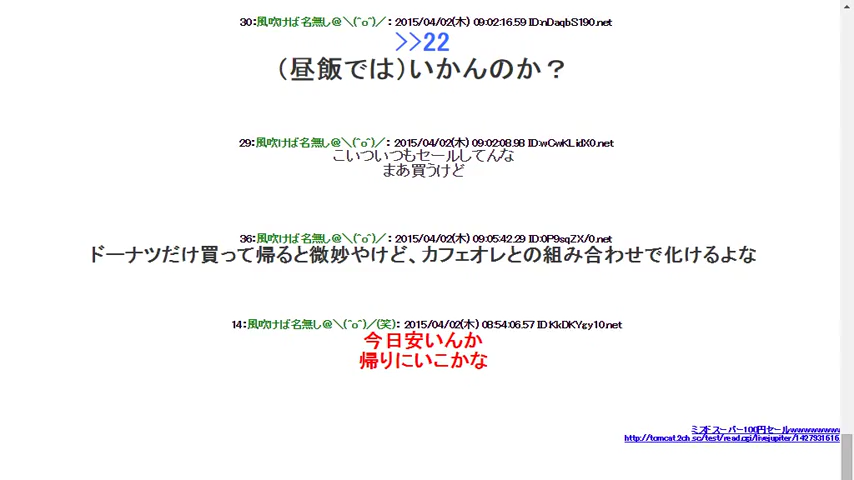 30：風吹けば名無し＠＼(^o^)／：2015/04/02(木) 09:02:16.59 ID:nDaqbS190.net
>>22
（昼飯では）いかんのか？
29：風吹けば名無し＠＼(^o^)／：2015/04/02(木) 09:02:08.98 ID:wCwKLidX0.net
こいついつもセールしてんな
まあ買うけど
36：風吹けば名無し＠＼(^o^)／：2015/04/02(木) 09:05:42.29 ID:0P9sqZX/0.net
ドーナツだけ買って帰ると微妙やけど、カフェオレとの組み合わせで化けるよな
14：風吹けば名無し＠＼(^o^)／(笑)：2015/04/02(木) 08:54:06.57 ID:KkDKYgy10.net
今日安いんか
帰りにいこかな
ミスドスーパー100円セールwwwwwwwww
http://tomcat.2ch.sc/test/read.cgi/livejupiter/1427931616